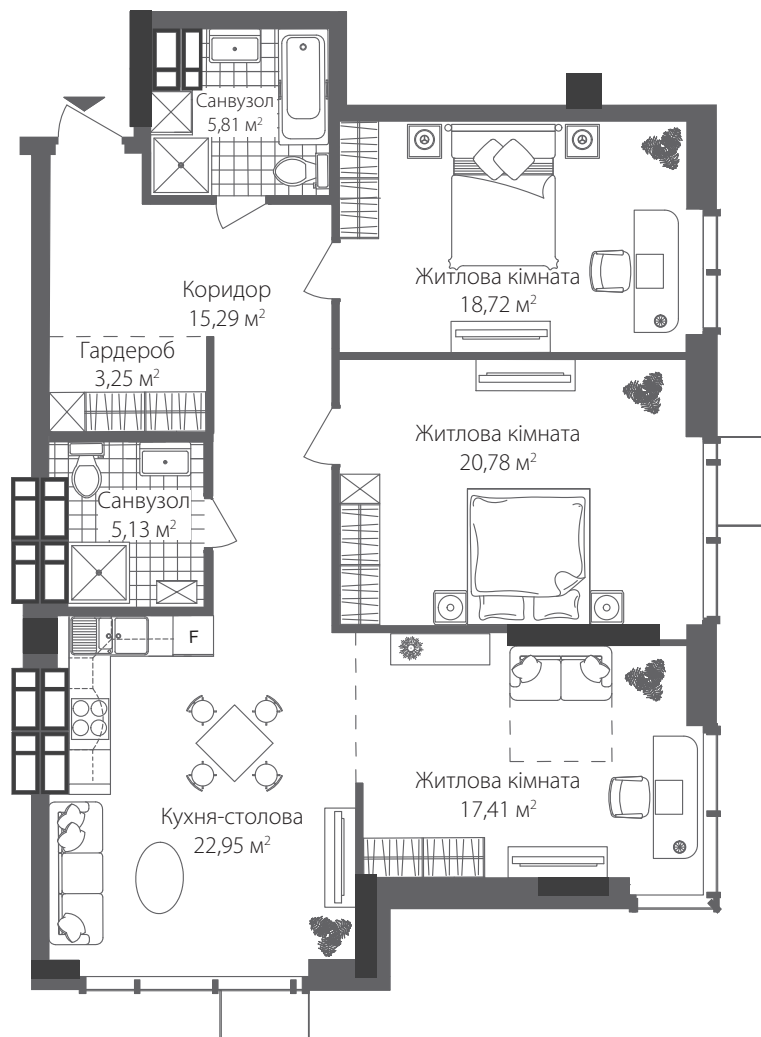 Санвузол
5,81 м²
Житлова кімната
18,72 м²
Коридор
15,29 м²
Гардероб
3,25 м²
Житлова кімната
20,78 м²
Санвузол
5,13 м²
F
Житлова кімната
17,41 м²
Кухня-столова
22,95 м²